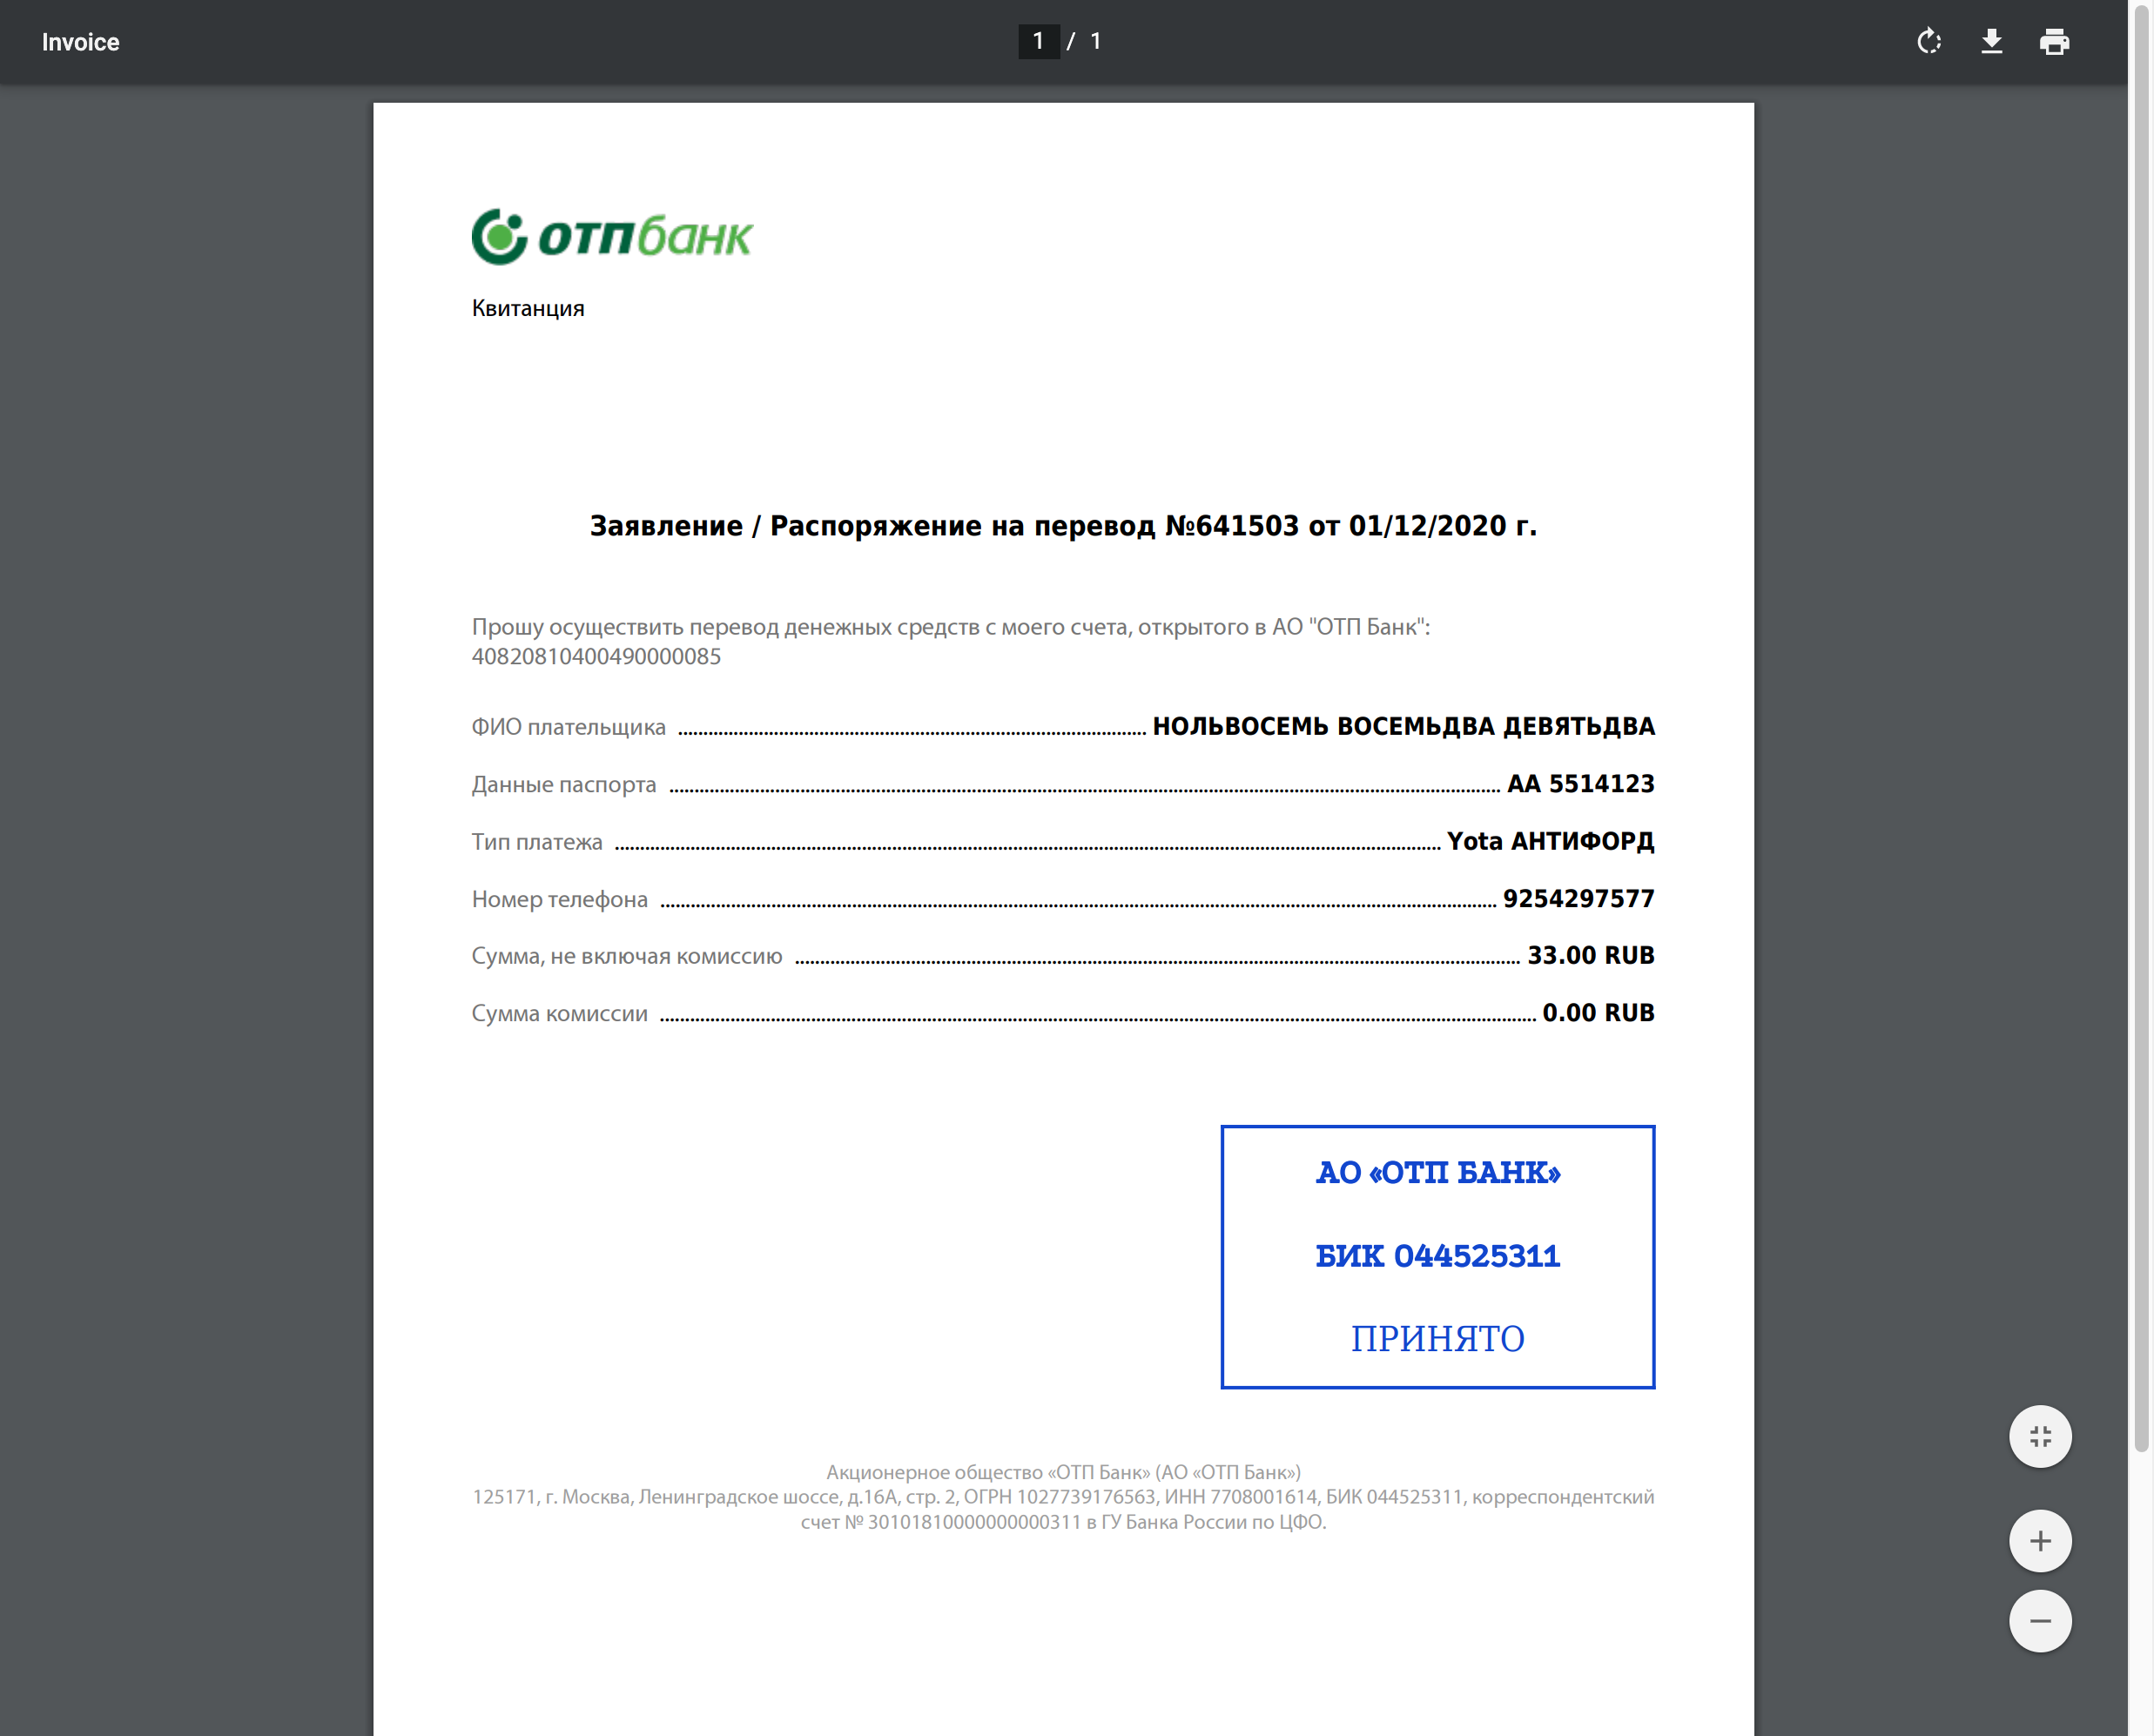 Invoice
1 / 1
отпбанк
Квитанция
Заявление / Распоряжение на перевод №641503 от 01/12/2020 г.
Прошу осуществить перевод денежных средств с моего счета, открытого в АО "ОТП Банк":
40820810400490000085
ФИО плательщика НОЛЬВОСЕМЬ ВОСЕМЬДВА ДЕВЯТЬДВА
Данные паспорта АА 5514123
Тип платежа Yota АНТИФОРД
Номер телефона 9254297577
Сумма, не включая комиссию 33.00 RUB
Сумма комиссии 0.00 RUB
АО «ОТП БАНК»
БИК 044525311
ПРИНЯТО
Акционерное общество «ОТП Банк» (АО «ОТП Банк»)
125171, г. Москва, Ленинградское шоссе, д.16А, стр. 2, ОГРН 1027739176563, ИНН 7708001614, БИК 044525311, корреспондентский
счет № 30101810000000000311 в ГУ Банка России по ЦФО.